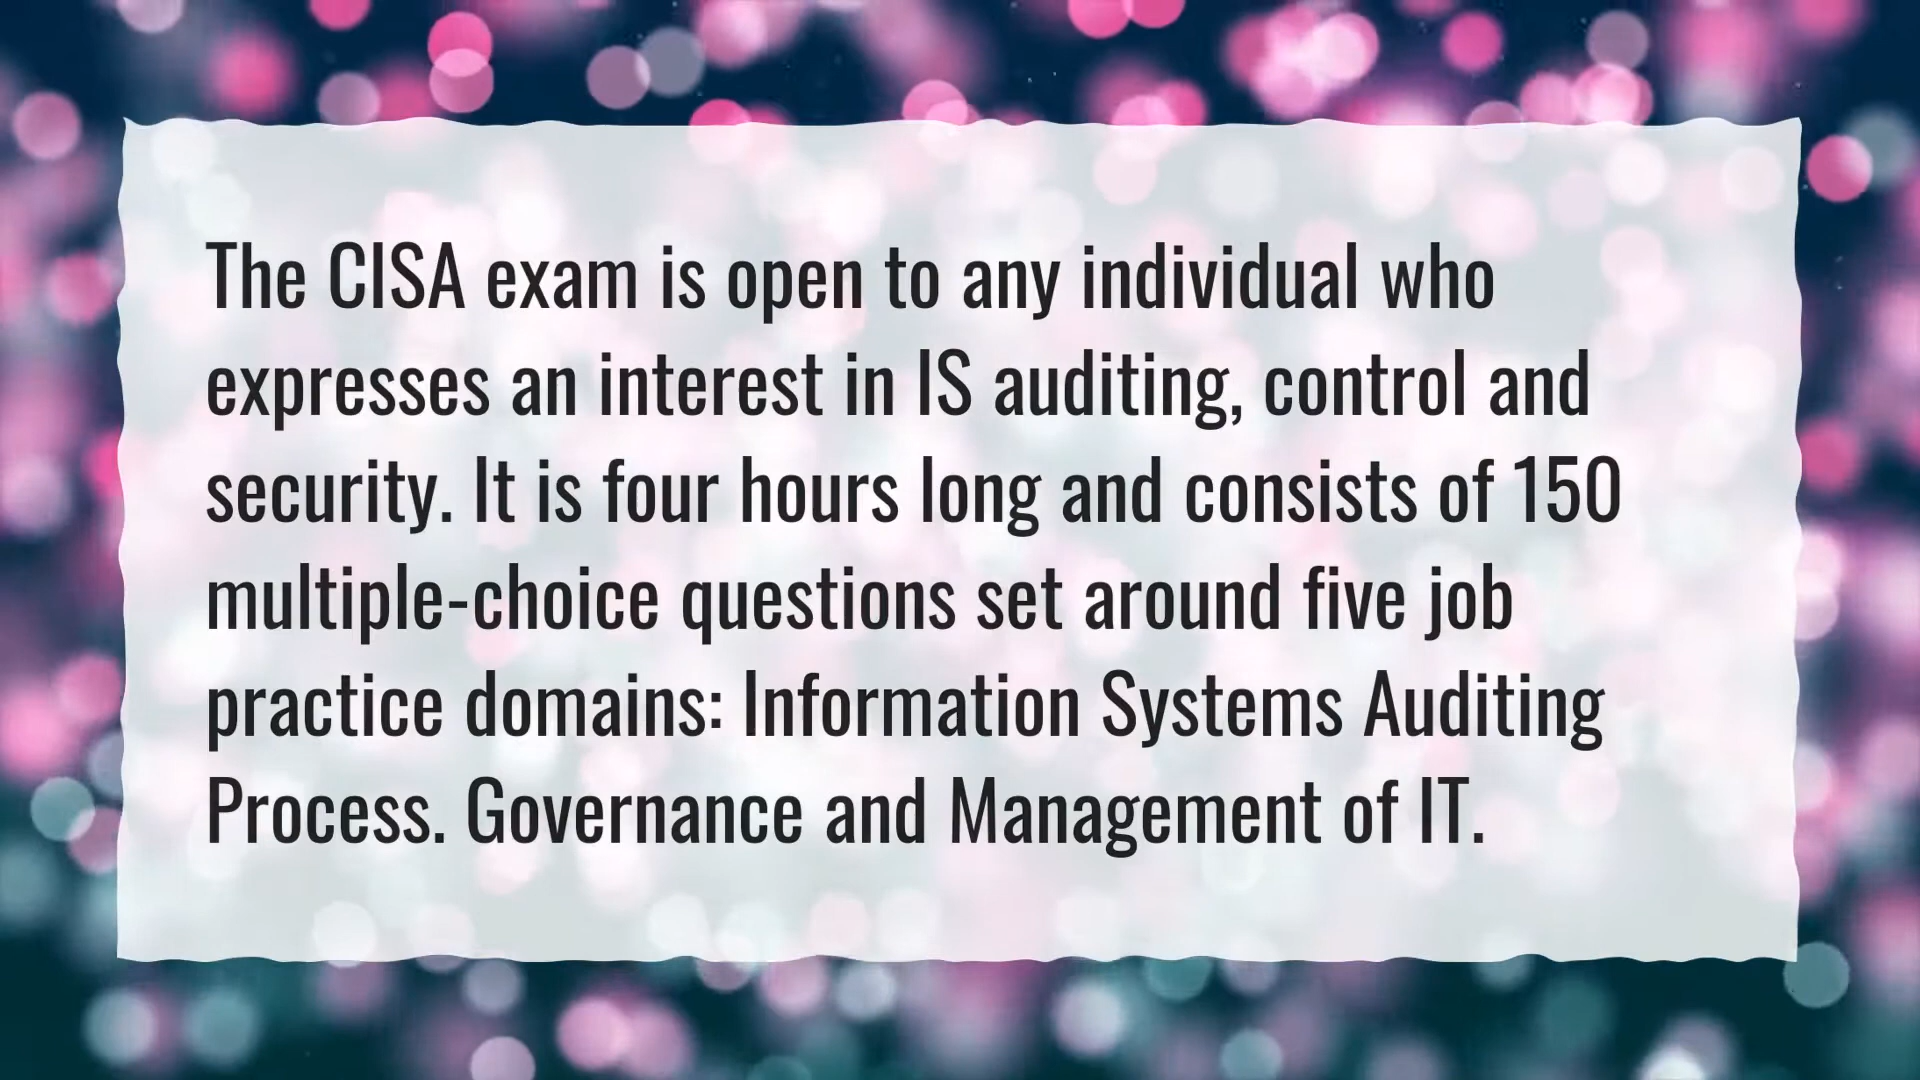 The CISA exam is open to any individual who
expresses an interest in IS auditing, control and
security. It is four hours long and consists of 150
multiple-choice questions set around five job
practice domains: Information Systems Auditing
Process. Governance and Management of IT.